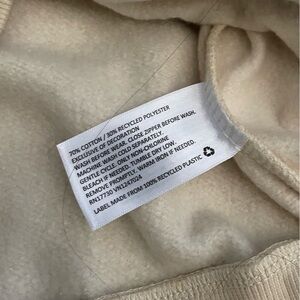 70% COTTON / 30% RECYCLED POLYESTER
EXCLUSIVE OF DECORATION
WASH BEFORE WEAR. CLOSE ZIPPER BEFORE WASH.
MACHINE WASH COLD SEPARATELY.
GENTLE CYCLE. ONLY NON-CHLORINE
BLEACH IF NEEDED. TUMBLE DRY LOW.
REMOVE PROMPTLY. WARM IRON IF NEEDED.
RN17730 VN1247024
LABEL MADE FROM 100% RECYCLED PLASTIC